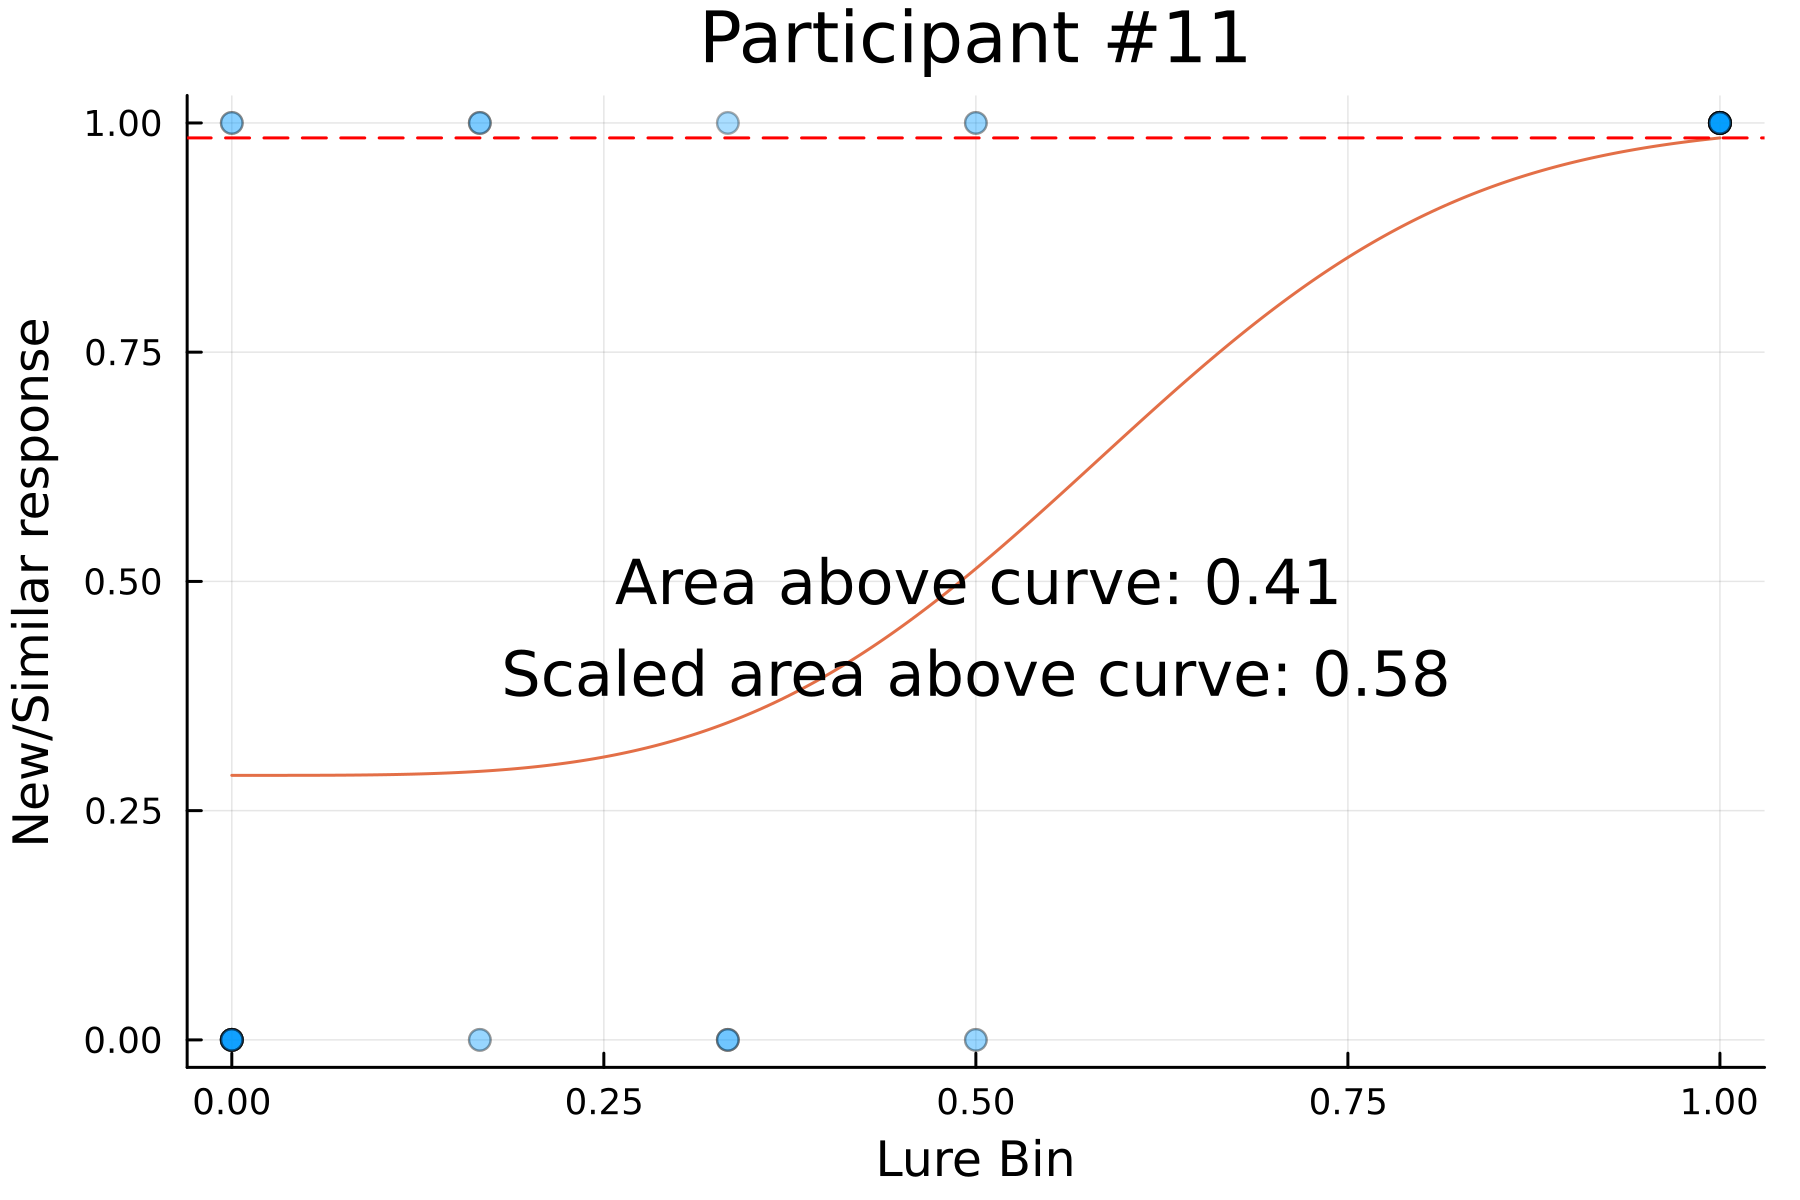 Participant #11
1.00
0.75
0.50
0.25
0.00
New/Similar response
Area above curve: 0.41
Scaled area above curve: 0.58
0.00 0.25 0.50 0.75 1.00
Lure Bin